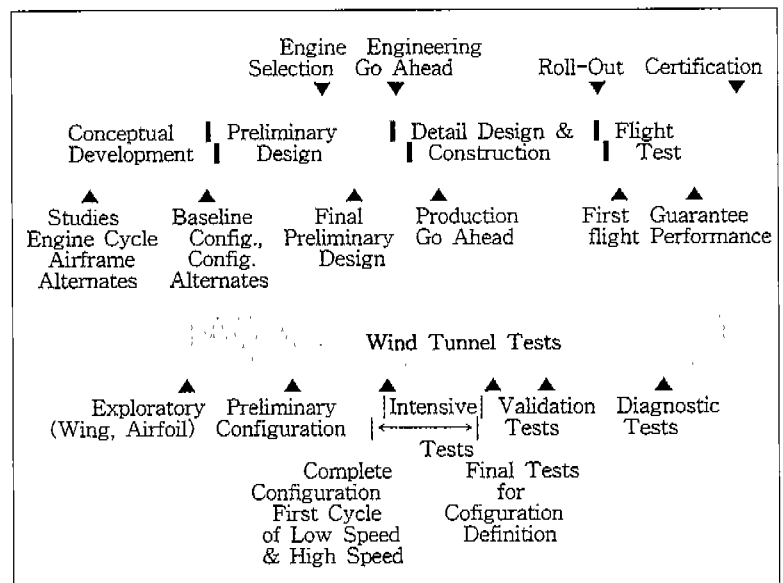 Engine Engineering
Selection Go Ahead Roll-Out Certification
Conceptual Preliminary Detail Design & Flight
Development Design Construction Test
Studies Baseline Final Production First Guarantee
Engine Cycle Config., Preliminary Go Ahead flight Performance
Airframe Config. Design
Alternates Alternates
Wind Tunnel Tests
Exploratory Preliminary Intensive Validation Diagnostic
(Wing, Airfoil) Configuration Tests Tests
Tests
Complete Final Tests
Configuration for
First Cycle Cofiguration
of Low Speed Definition
& High Speed